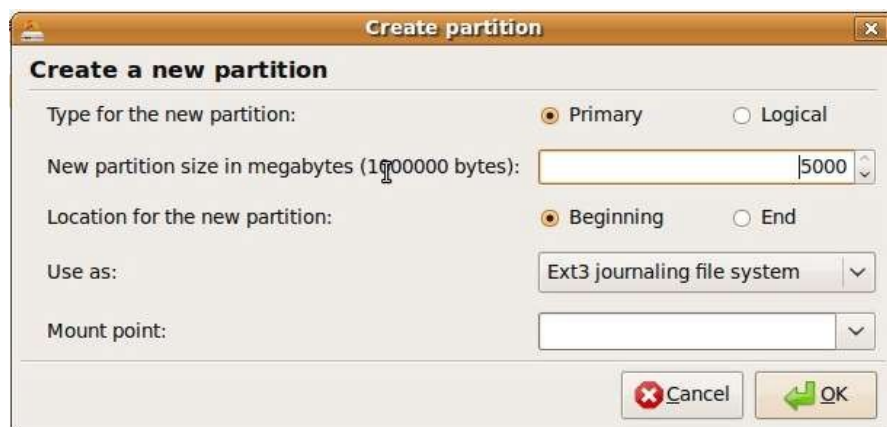 Create partition
Create a new partition
Type for the new partition: Primary Logical
New partition size in megabytes (1000000 bytes): 5000
Location for the new partition: Beginning End
Use as: Ext3 journaling file system
Mount point:
Cancel OK